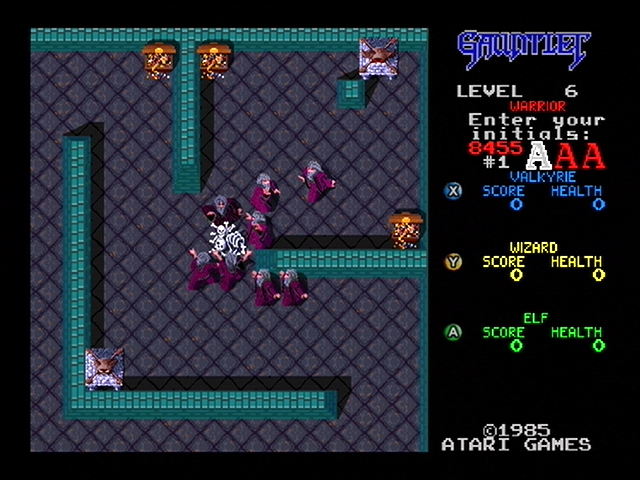 GAUNTLET
LEVEL 6
WARRIOR
Enter your
initials:
8455
#1 AAA
VALKYRIE
X SCORE HEALTH
0 0
WIZARD
Y SCORE HEALTH
0 0
ELF
A SCORE HEALTH
0 0
©1985
ATARI GAMES